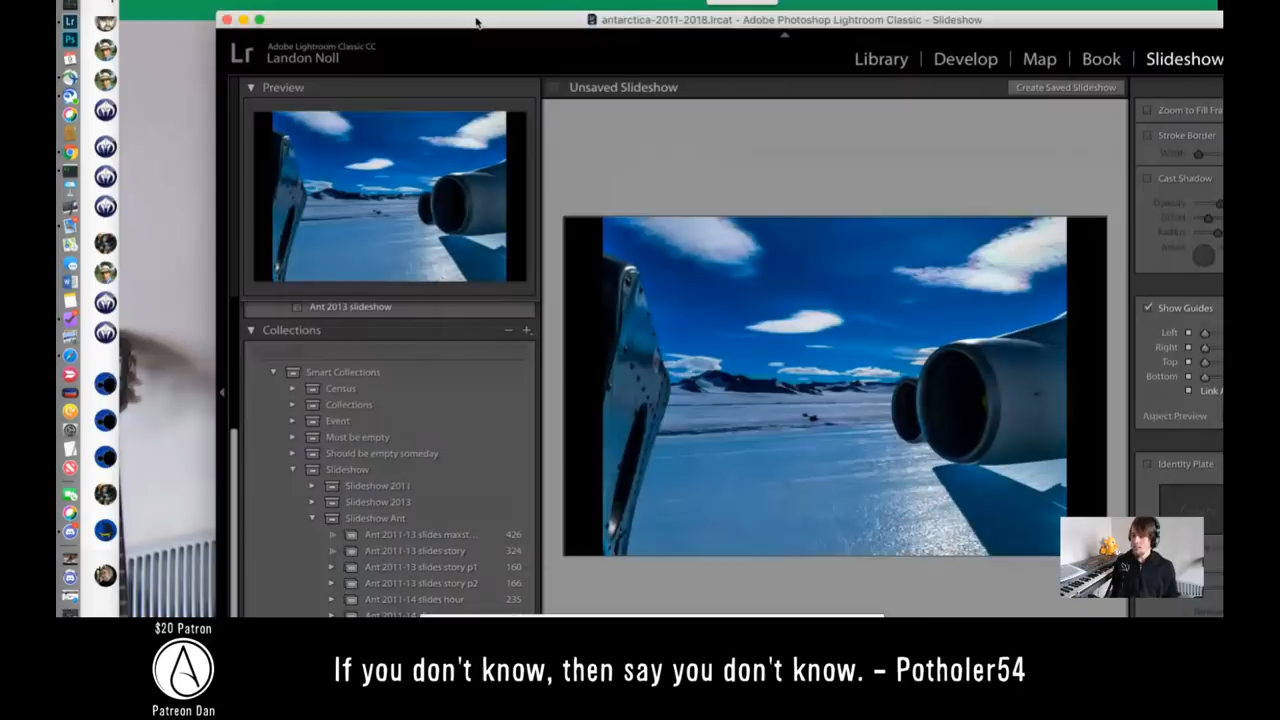 antarctica-2011-2018.lrcat - Adobe Photoshop Lightroom Classic - Slideshow
Lr
Adobe Lightroom Classic CC
Landon Noll
Library | Develop | Map | Book | Slideshow
Preview
Unsaved Slideshow
Create Saved Slideshow
Zoom to Fill Fra
Stroke Border
Width
Cast Shadow
Opacity
Offset
Radius
Ant 2013 slideshow
Collections
Show Guides
Left
Right
Top
Bottom
Link A
Aspect Preview
Identity Plate
Smart Collections
Census
Collections
Event
Must be empty
Should be empty someday
Slideshow
Slideshow 2011
Slideshow 2013
Slideshow Ant
Ant 2011-13 slides maxst... 426
Ant 2011-13 slides story 324
Ant 2011-13 slides story p1 160
Ant 2011-13 slides story p2 166
Ant 2011-14 slides hour 235
$20 Patron
Patreon Dan
If you don't know, then say you don't know. – Potholer54